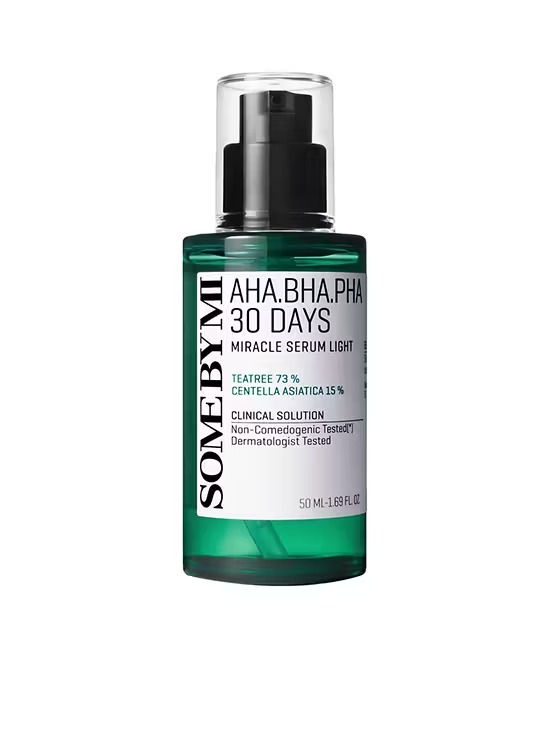 SOME BY MI
AHA.BHA.PHA
30 DAYS
MIRACLE SERUM LIGHT
TEATREE 73 %
CENTELLA ASIATICA 15 %
CLINICAL SOLUTION
Non-Comedogenic Tested(*)
Dermatologist Tested
50 ML-1.69 FL. OZ.